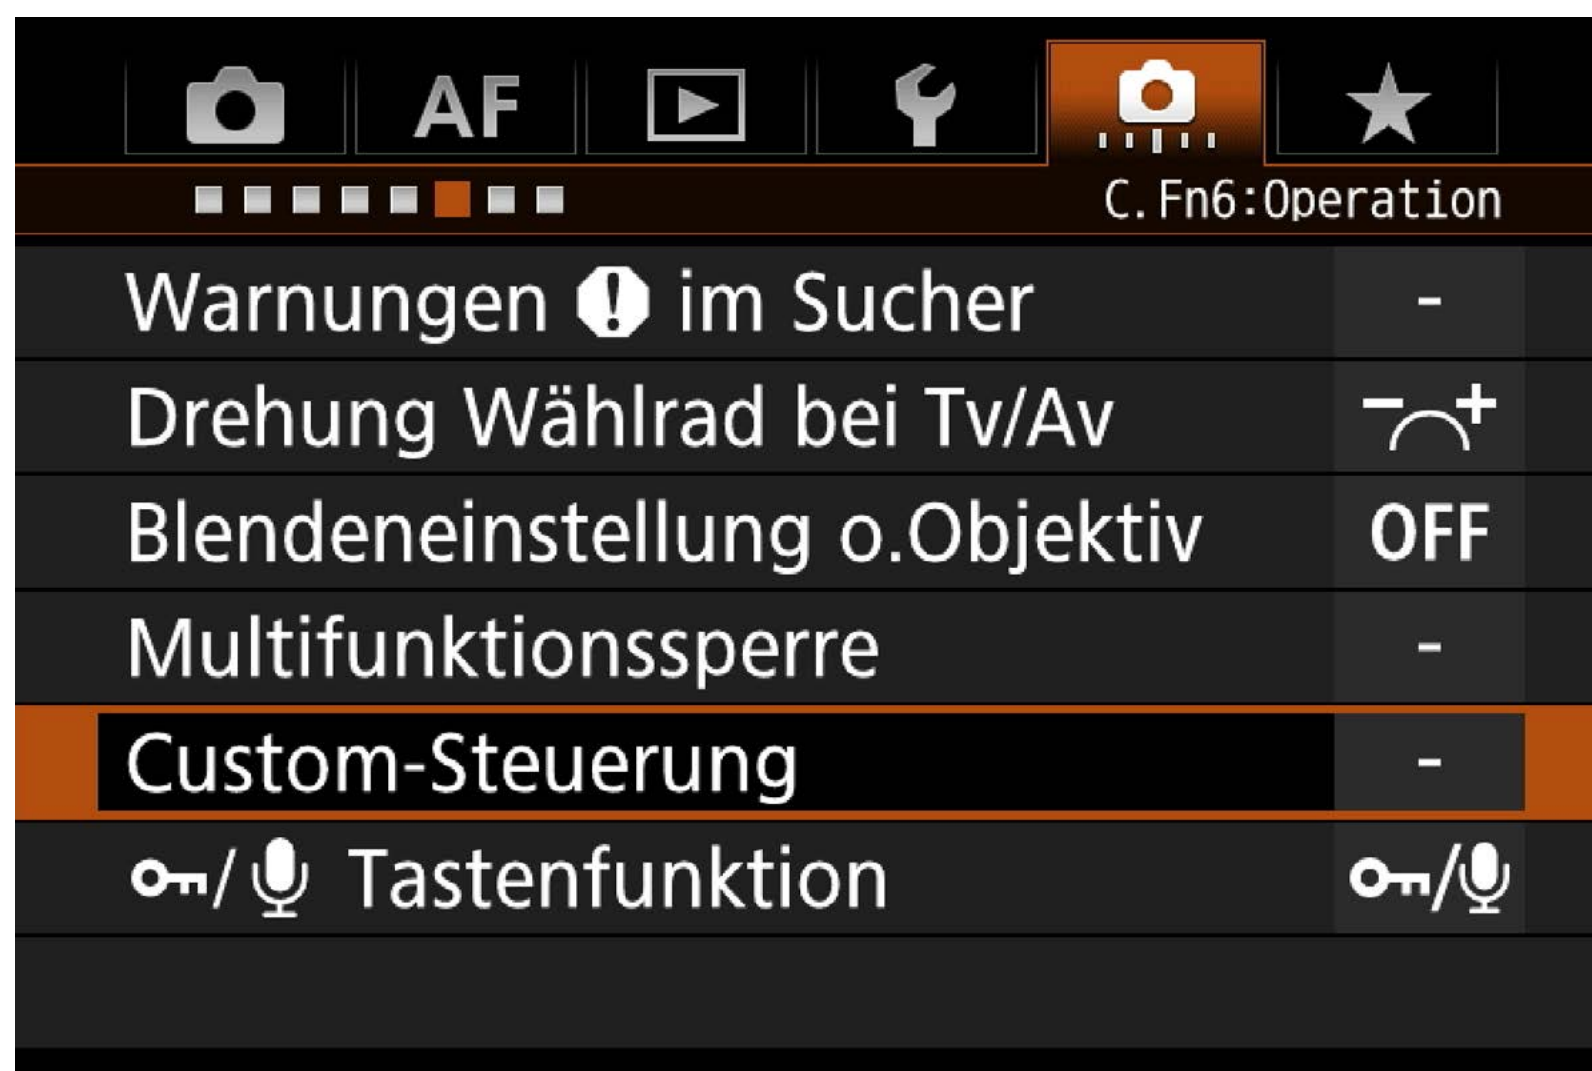 AF
C.Fn6:Operation
Warnungen ! im Sucher -
Drehung Wählrad bei Tv/Av - +
Blendeneinstellung o.Objektiv OFF
Multifunktionssperre -
Custom-Steuerung -
/ Tastenfunktion /